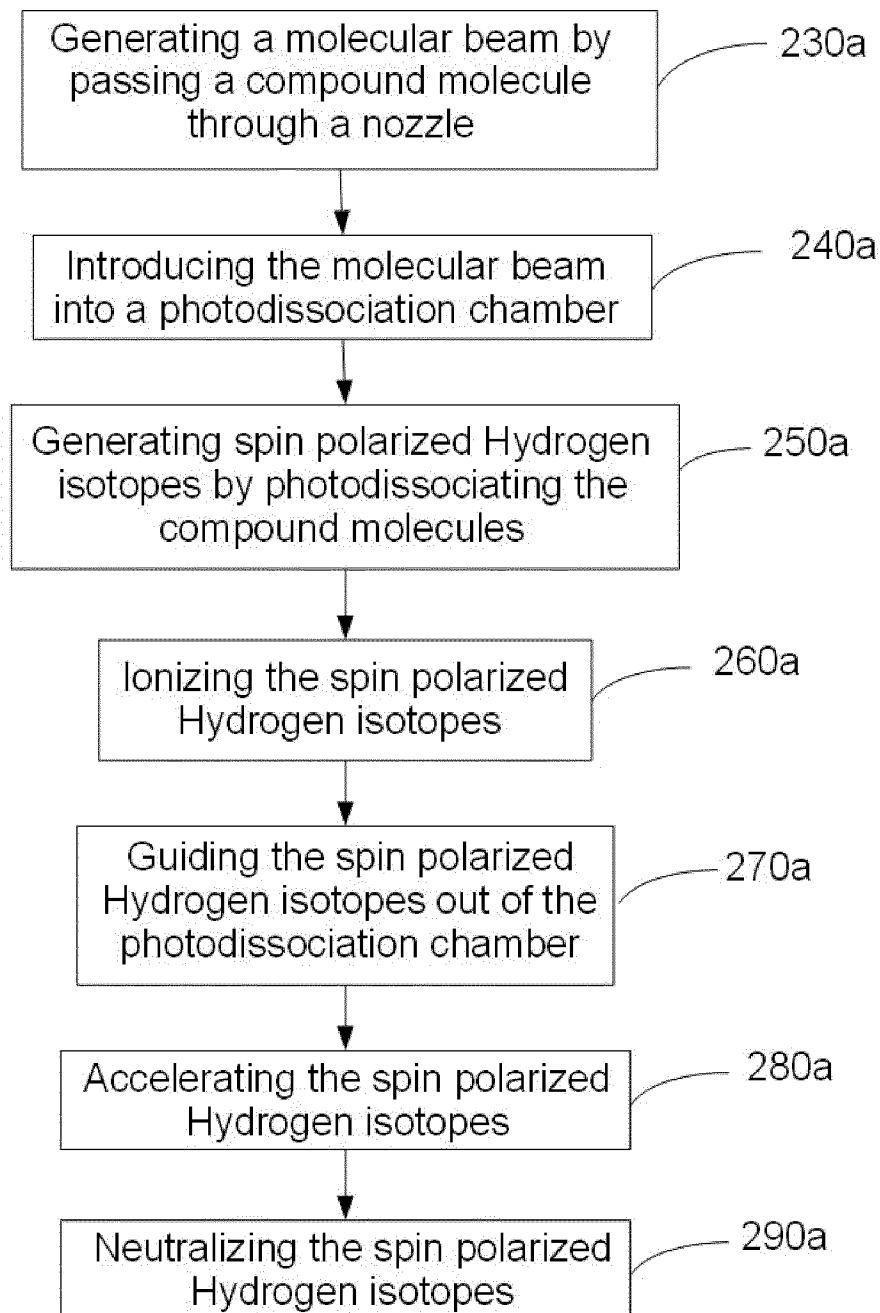 Generating a molecular beam by
passing a compound molecule
through a nozzle
230a
Introducing the molecular beam
into a photodissociation chamber
240a
Generating spin polarized Hydrogen
isotopes by photodissociating the
compound molecules
250a
Ionizing the spin polarized
Hydrogen isotopes
260a
Guiding the spin polarized
Hydrogen isotopes out of the
photodissociation chamber
270a
Accelerating the spin polarized
Hydrogen isotopes
280a
Neutralizing the spin polarized
Hydrogen isotopes
290a